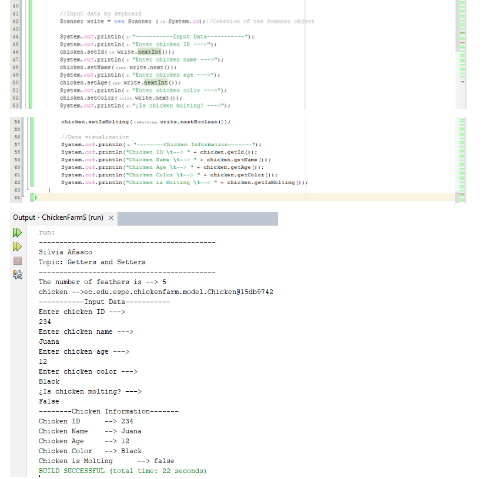 40
41 //Input data by keyboard
42 Scanner write = new Scanner (in:System.in);//Creation of the Scanner object
43
44 System.out.println(x: "-----------Input Data-----------");
45 System.out.println(x: "Enter chicken ID --->");
46 chicken.setId(id: write.nextInt());
47 System.out.println(x: "Enter chicken name --->");
48 chicken.setName(name: write.next());
49 System.out.println(x: "Enter chicken age --->");
50 chicken.setAge(age: write.nextInt());
51 System.out.println(x: "Enter chicken color --->");
52 chicken.setColor(color: write.next());
53 System.out.println(x: "¿Is chicken molting? --->");
54 chicken.setIsMolting(isMolting: write.nextBoolean());
55
56 //Data visualization
57 System.out.println(x: "--------Chicken Information-------");
58 System.out.println("Chicken ID \t--> " + chicken.getId());
59 System.out.println("Chicken Name \t--> " + chicken.getName());
60 System.out.println("Chicken Age \t--> " + chicken.getAge());
61 System.out.println("Chicken Color \t--> " + chicken.getColor());
62 System.out.println("Chicken is Molting \t--> " + chicken.getIsMolting());
63 }
64 }
Output - ChickenFarmS (run) ×
run:
-------------------------------------------
Silvia Añasco
Topic: Getters and Setters
-------------------------------------------
The number of feathers is --> 5
chicken -->ec.edu.espe.chickenfarm.model.Chicken@15db9742
-----------Input Data-----------
Enter chicken ID --->
234
Enter chicken name --->
Juana
Enter chicken age --->
12
Enter chicken color --->
Black
¿Is chicken molting? --->
False
--------Chicken Information-------
Chicken ID --> 234
Chicken Name --> Juana
Chicken Age --> 12
Chicken Color --> Black
Chicken is Molting --> false
BUILD SUCCESSFUL (total time: 22 seconds)